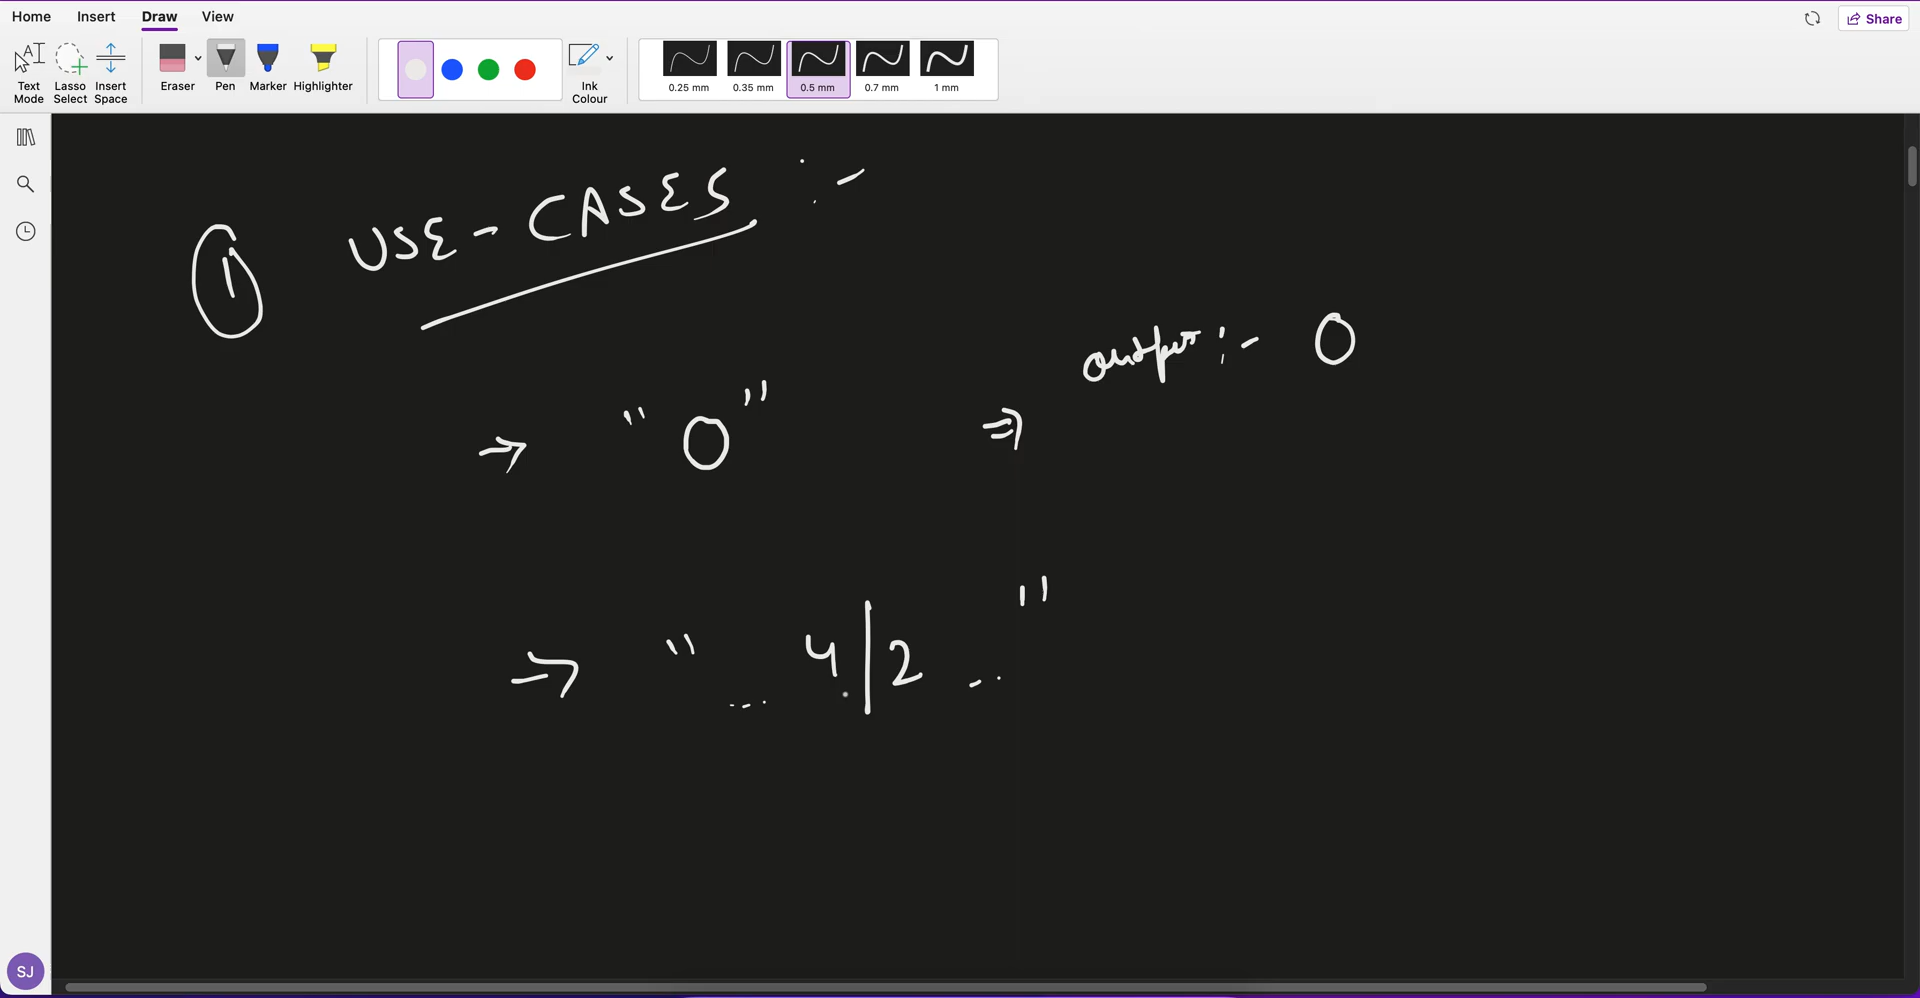 Home Insert Draw View Share
Text Mode Lasso Select Insert Space Eraser Pen Marker Highlighter Ink Colour 0.25 mm 0.35 mm 0.5 mm 0.7 mm 1 mm
1 USE - CASES :-
output :- 0
→ " 0 " ⇒
→ " ... 4|2 ... "
SJ